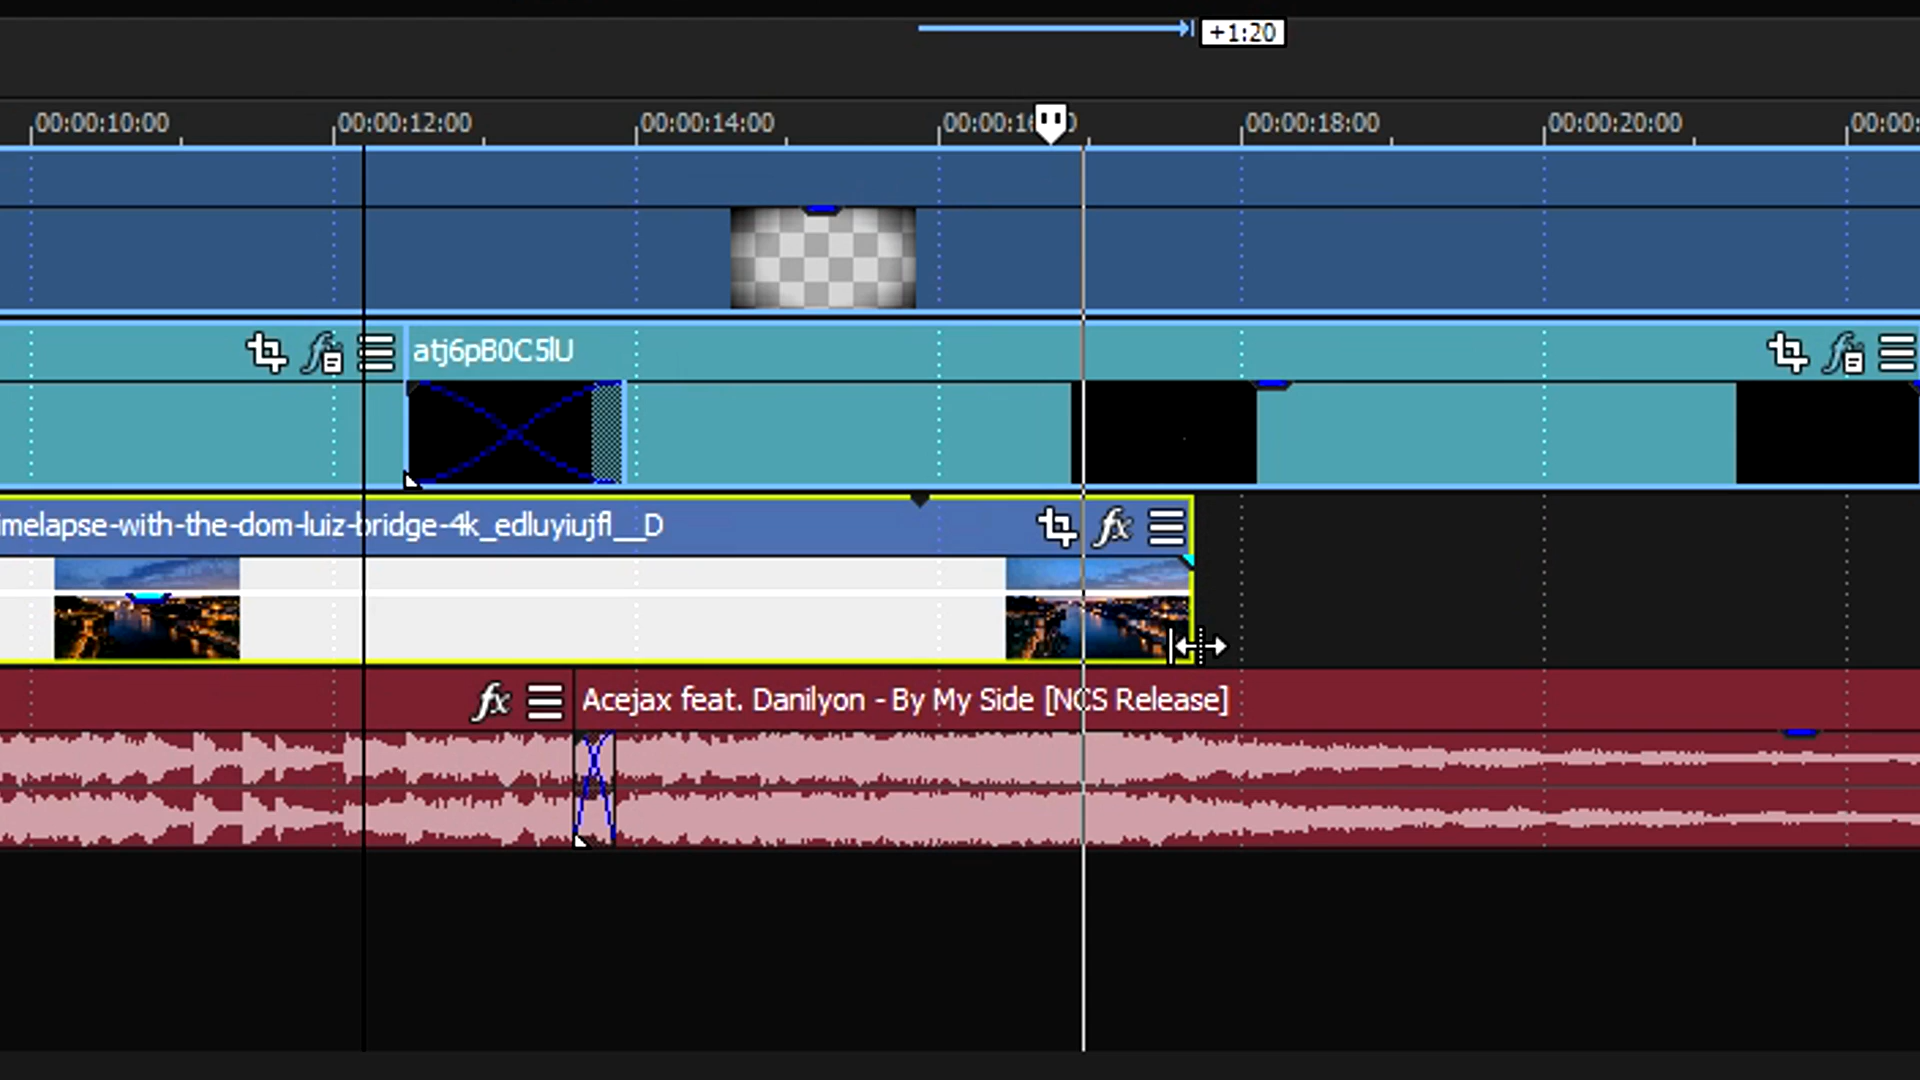 +1:20
00:00:10:00 00:00:12:00 00:00:14:00 00:00:18:00 00:00:20:00
atj6pB0C5lU
imelapse-with-the-dom-luiz-bridge-4k_edluyiujfl__D
Acejax feat. Danilyon - By My Side [NCS Release]